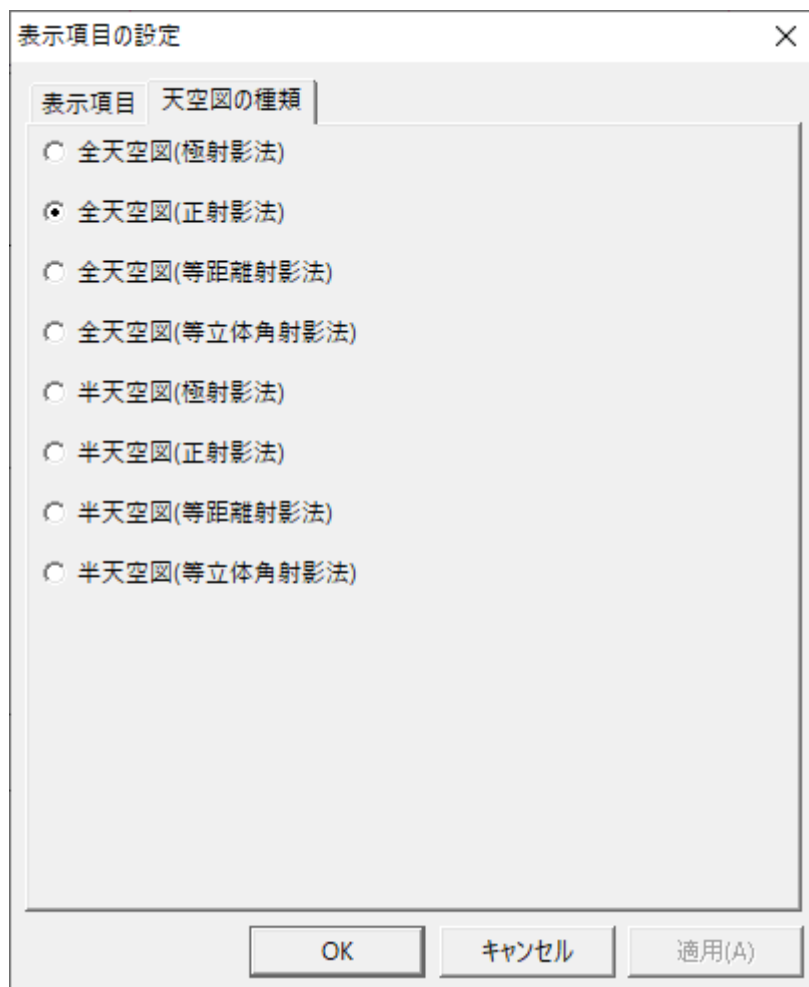 表示項目の設定
表示項目 天空図の種類
全天空図(極射影法)
全天空図(正射影法)
全天空図(等距離射影法)
全天空図(等立体角射影法)
半天空図(極射影法)
半天空図(正射影法)
半天空図(等距離射影法)
半天空図(等立体角射影法)
OK キャンセル 適用(A)